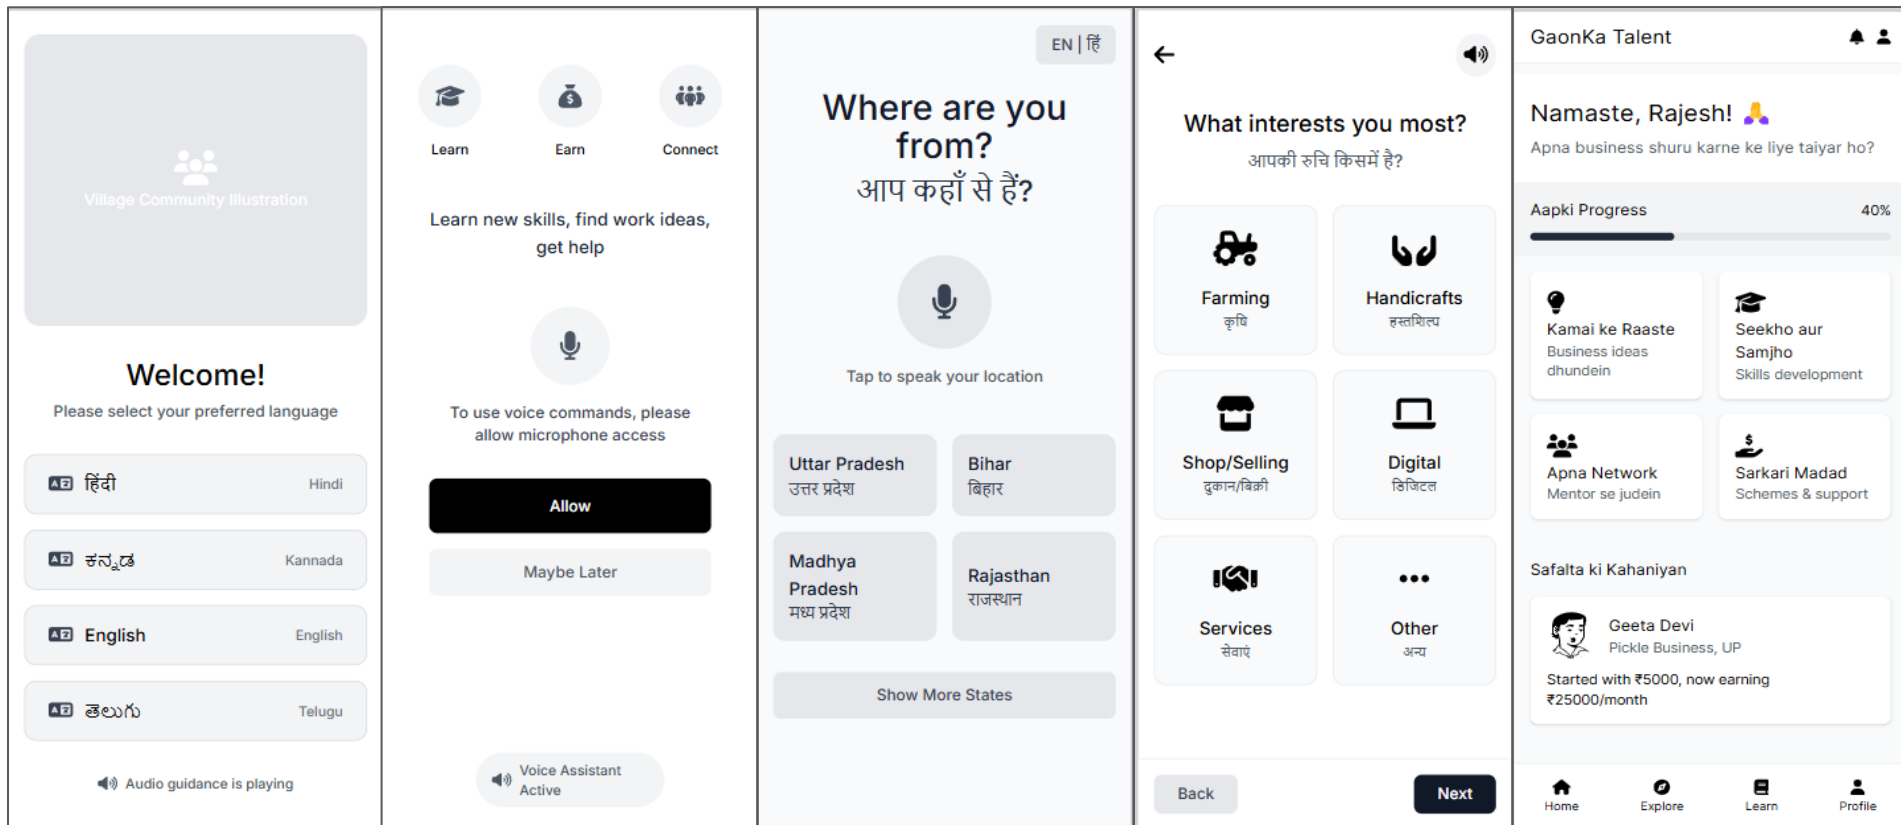 Village Community Illustration
Welcome!
Please select your preferred language
हिंदी Hindi
ಕನ್ನಡ Kannada
English English
తెలుగు Telugu
Audio guidance is playing
Learn Earn Connect
Learn new skills, find work ideas,
get help
To use voice commands, please
allow microphone access
Allow
Maybe Later
Voice Assistant
Active
EN | हिं
Where are you
from?
आप कहाँ से हैं?
Tap to speak your location
Uttar Pradesh
उत्तर प्रदेश
Bihar
बिहार
Madhya
Pradesh
मध्य प्रदेश
Rajasthan
राजस्थान
Show More States
What interests you most?
आपकी रुचि किसमें है?
Farming
कृषि
Handicrafts
हस्तशिल्प
Shop/Selling
दुकान/बिक्री
Digital
डिजिटल
Services
सेवाएं
Other
अन्य
Back Next
GaonKa Talent
Namaste, Rajesh!
Apna business shuru karne ke liye taiyar ho?
Aapki Progress 40%
Kamai ke Raaste
Business ideas
dhundein
Seekho aur
Samjho
Skills development
Apna Network
Mentor se judein
Sarkari Madad
Schemes & support
Safalta ki Kahaniyan
Geeta Devi
Pickle Business, UP
Started with ₹5000, now earning
₹25000/month
Home Explore Learn Profile